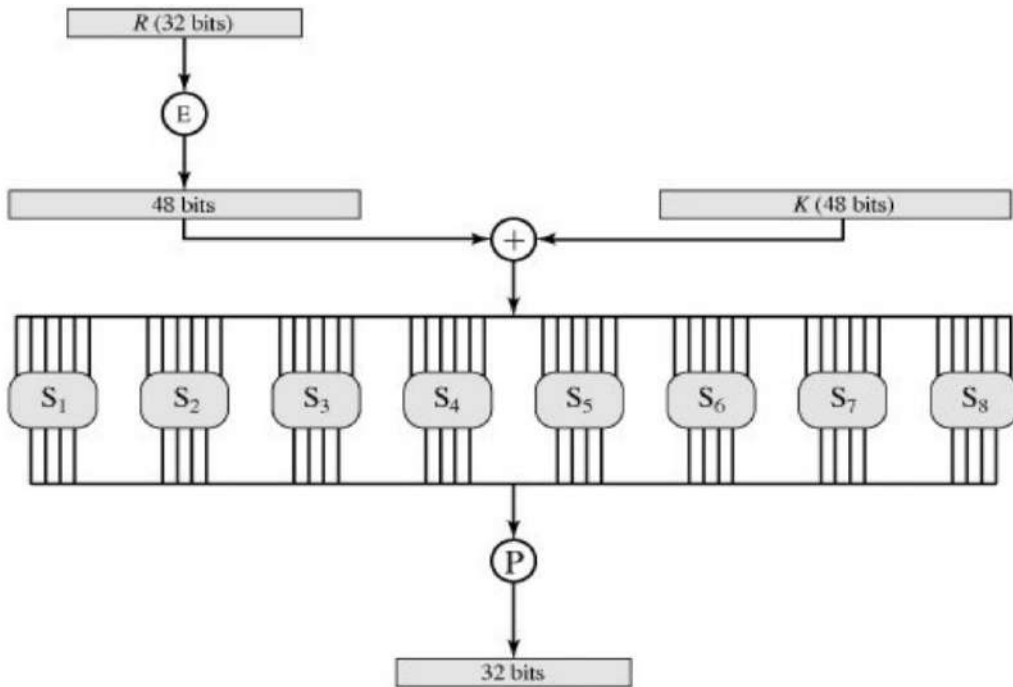 R (32 bits)
E
48 bits
K (48 bits)
+
S₁ S₂ S₃ S₄ S₅ S₆ S₇ S₈
P
32 bits